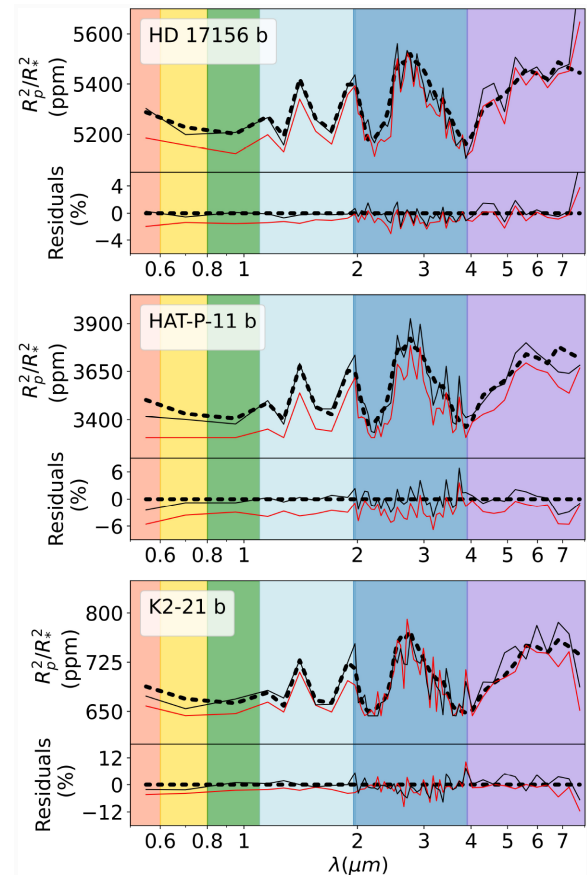 HD 17156 b
R_p^2/R_*^2
(ppm)
5600
5400
5200
Residuals
(%)
4
0
−4
0.6 0.8 1 2 3 4 5 6 7
HAT-P-11 b
R_p^2/R_*^2
(ppm)
3900
3650
3400
Residuals
(%)
6
0
−6
0.6 0.8 1 2 3 4 5 6 7
K2-21 b
R_p^2/R_*^2
(ppm)
800
725
650
Residuals
(%)
12
0
−12
0.6 0.8 1 2 3 4 5 6 7
λ(μm)